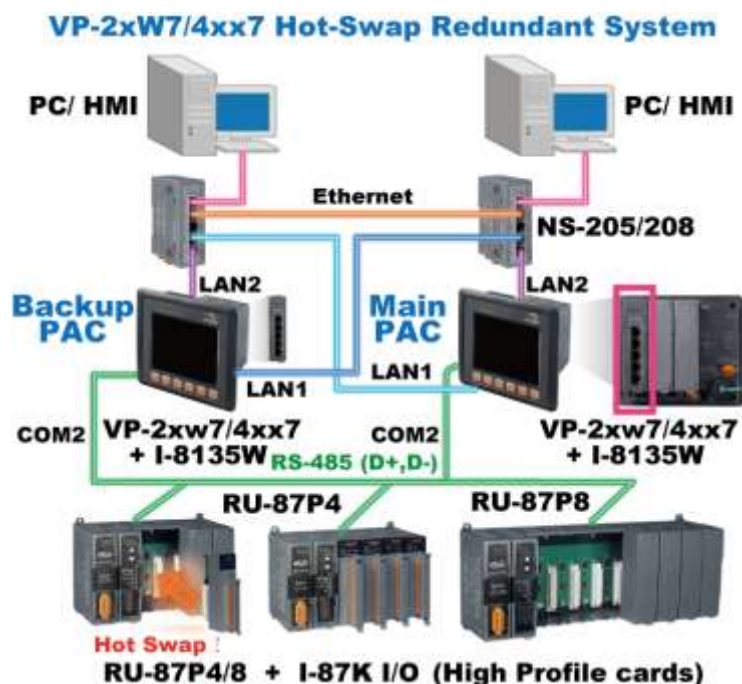 VP-2xW7/4xx7 Hot-Swap Redundant System
PC/ HMI
PC/ HMI
Ethernet
NS-205/208
LAN2
LAN2
Backup
PAC
Main
PAC
LAN1
LAN1
COM2
VP-2xw7/4xx7
+ I-8135W
COM2
VP-2xw7/4xx7
+ I-8135W
RS-485 (D+,D-)
RU-87P4
RU-87P8
Hot Swap
RU-87P4/8 + I-87K I/O (High Profile cards)